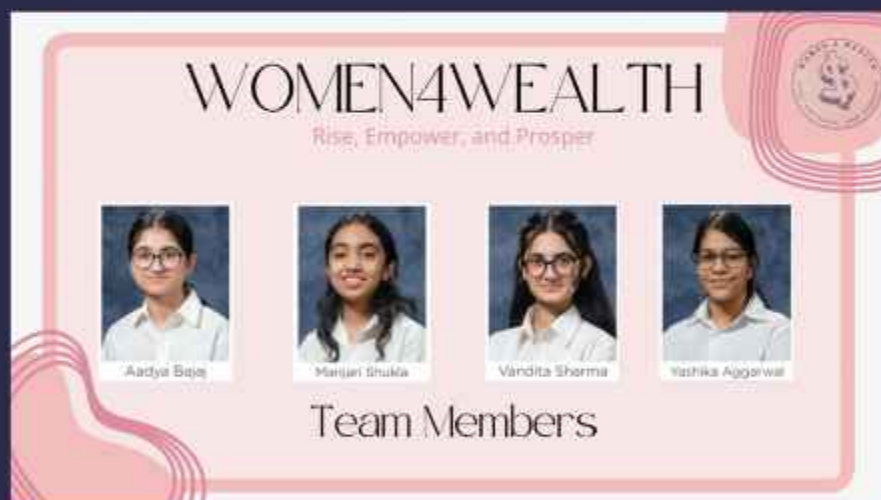 WOMEN4WEALTH
Rise, Empower, and Prosper
Aadya Bajaj
Manjari Shukla
Vandita Sharma
Yashika Aggarwal
Team Members